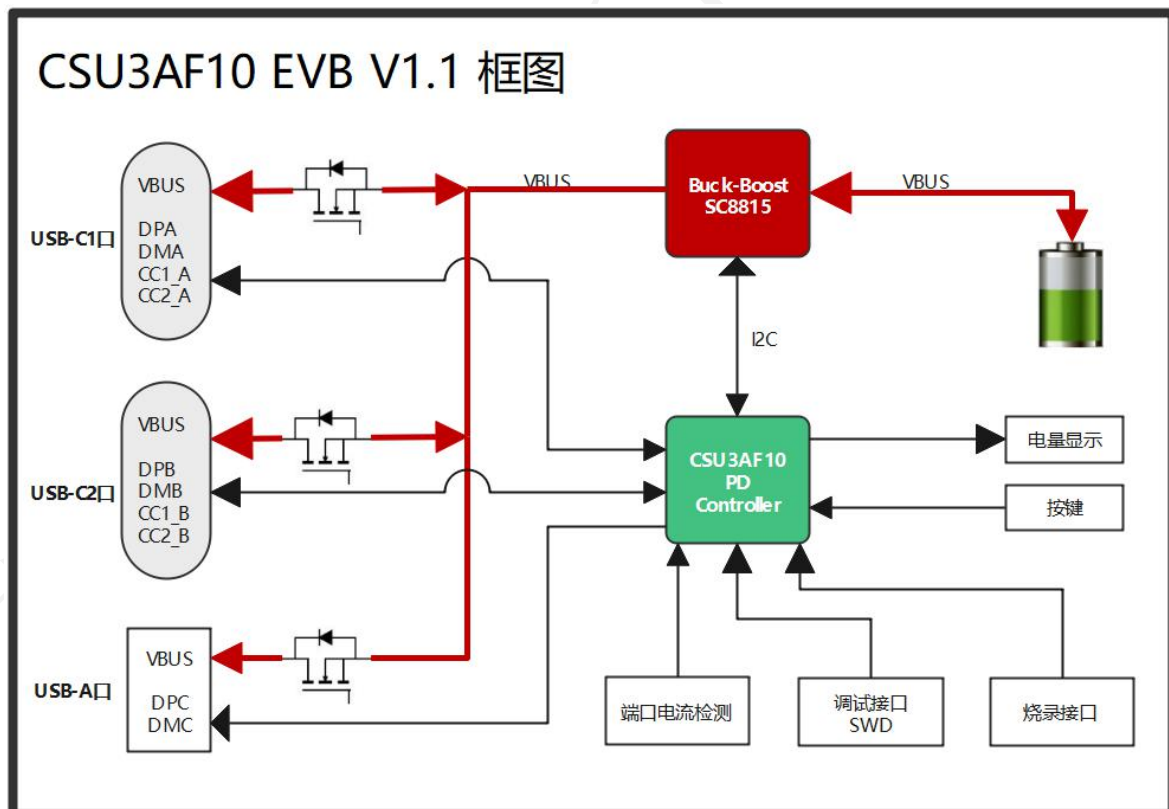 CSU3AF10 EVB V1.1 框图
USB-C1口
VBUS
DPA
DMA
CC1_A
CC2_A
VBUS
Buck-Boost
SC8815
VBUS
I2C
USB-C2口
VBUS
DPB
DMB
CC1_B
CC2_B
CSU3AF10
PD
Controller
电量显示
按键
USB-A口
VBUS
DPC
DMC
端口电流检测
调试接口
SWD
烧录接口